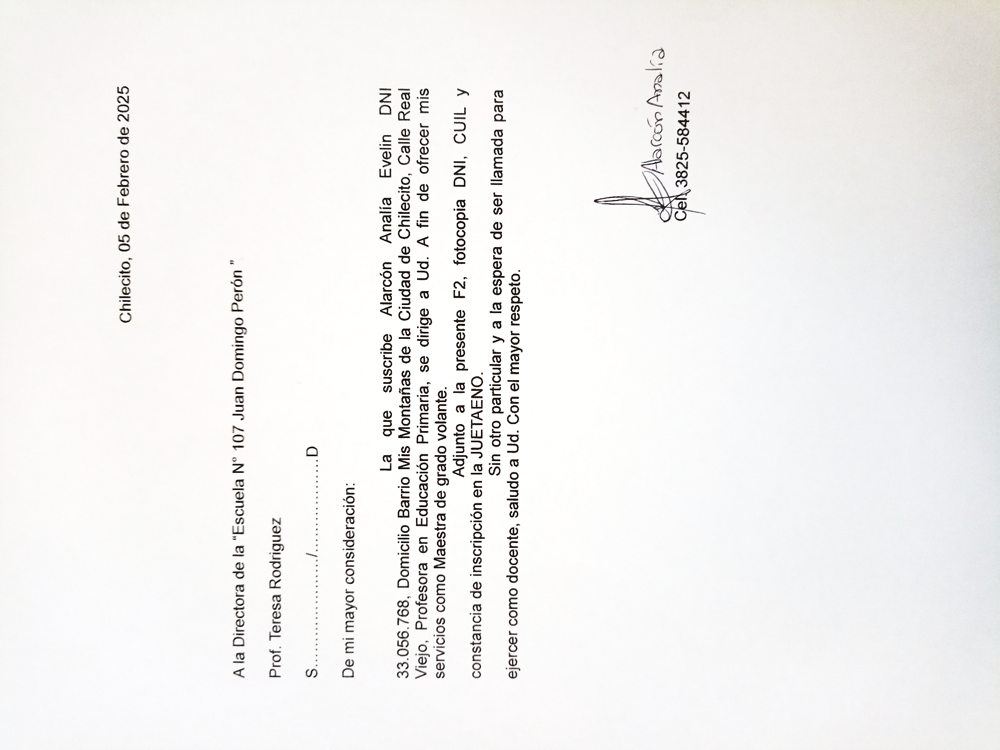 Chilecito, 05 de Febrero de 2025
A la Directora de la “Escuela N° 107 Juan Domingo Perón ”
Prof. Teresa Rodriguez
S................../......................D
De mi mayor consideración:
La que suscribe Alarcón Analía Evelin DNI
33.056.768, Domicilio Barrio Mis Montañas de la Ciudad de Chilecito, Calle Real
Viejo, Profesora en Educación Primaria, se dirige a Ud. A fin de ofrecer mis
servicios como Maestra de grado volante.
Adjunto a la presente F2, fotocopia DNI, CUIL y
constancia de inscripción en la JUETAENO.
Sin otro particular y a la espera de ser llamada para
ejercer como docente, saludo a Ud. Con el mayor respeto.
Alarcón Analía
Cel. 3825-584412